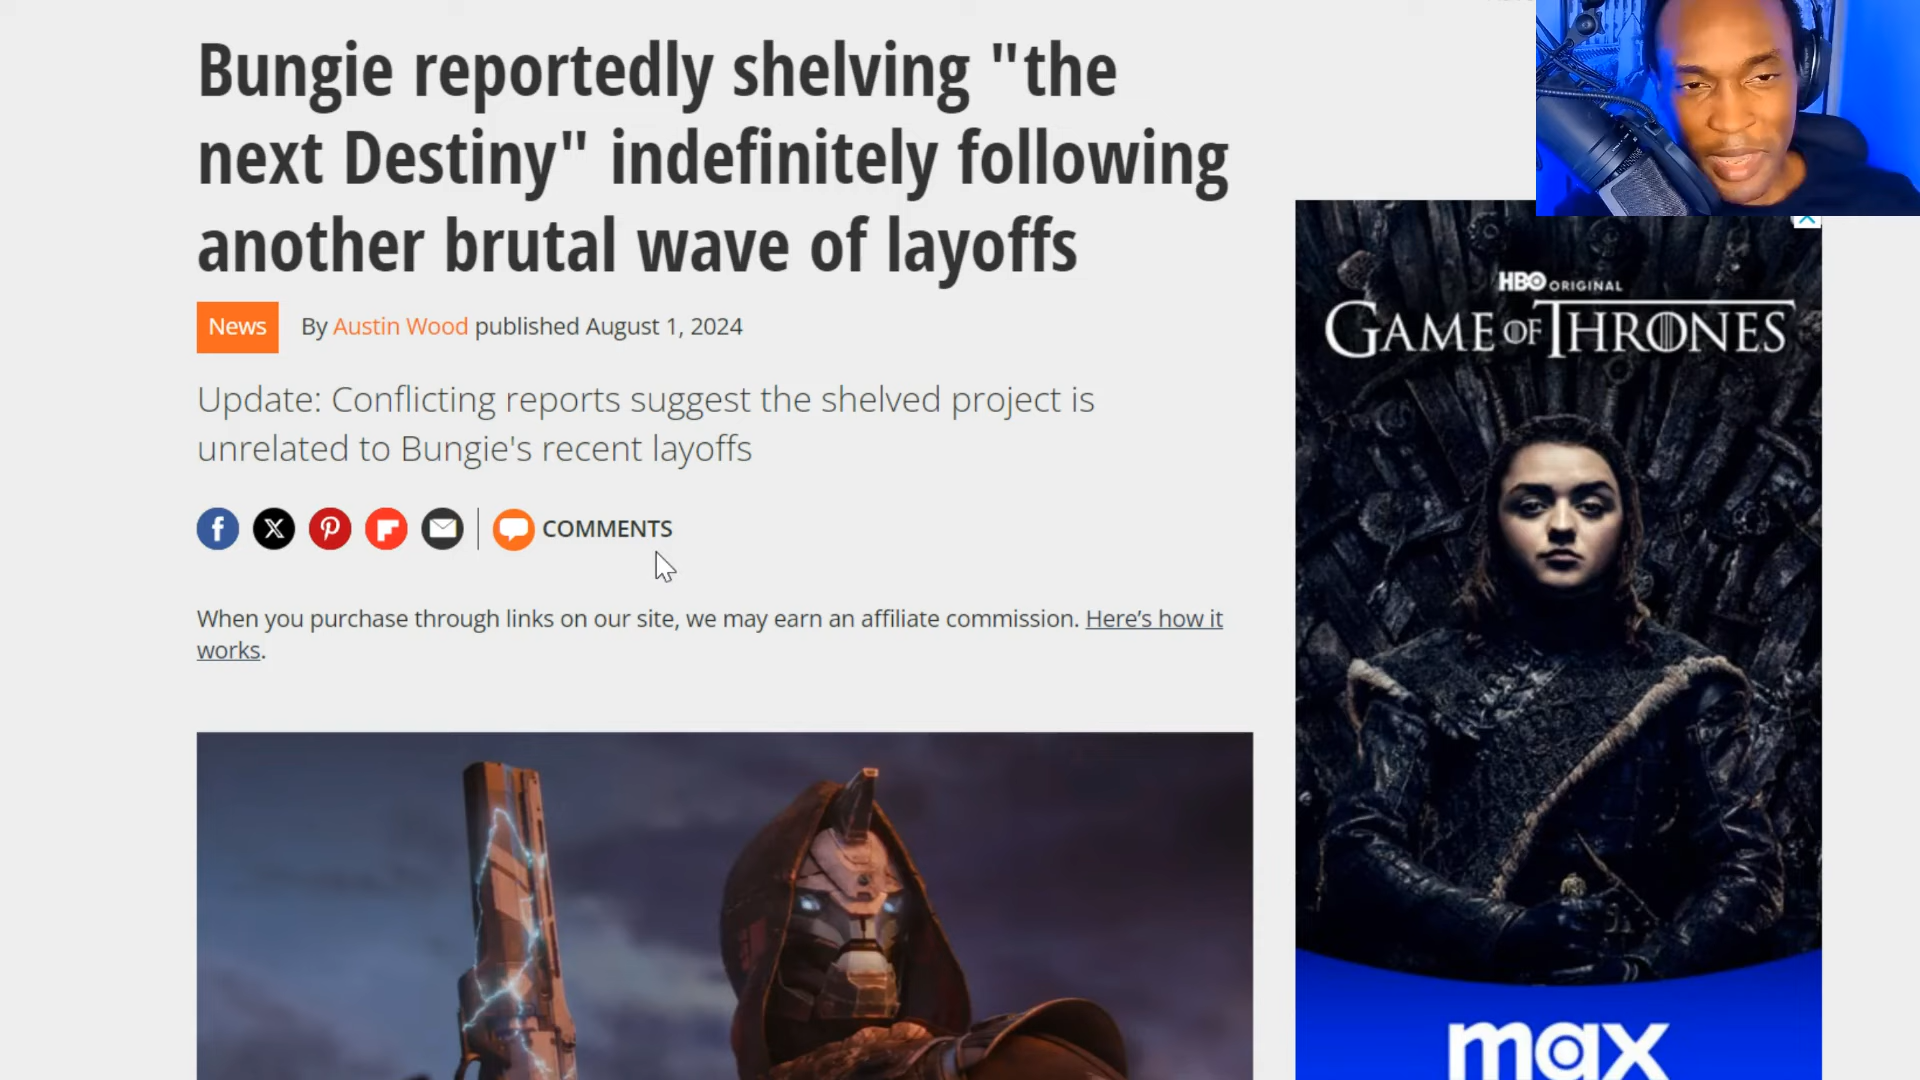 Bungie reportedly shelving "the
next Destiny" indefinitely following
another brutal wave of layoffs
News By Austin Wood published August 1, 2024
Update: Conflicting reports suggest the shelved project is
unrelated to Bungie's recent layoffs
COMMENTS
When you purchase through links on our site, we may earn an affiliate commission. Here's how it
works.
HBO ORIGINAL
GAME OF THRONES
max